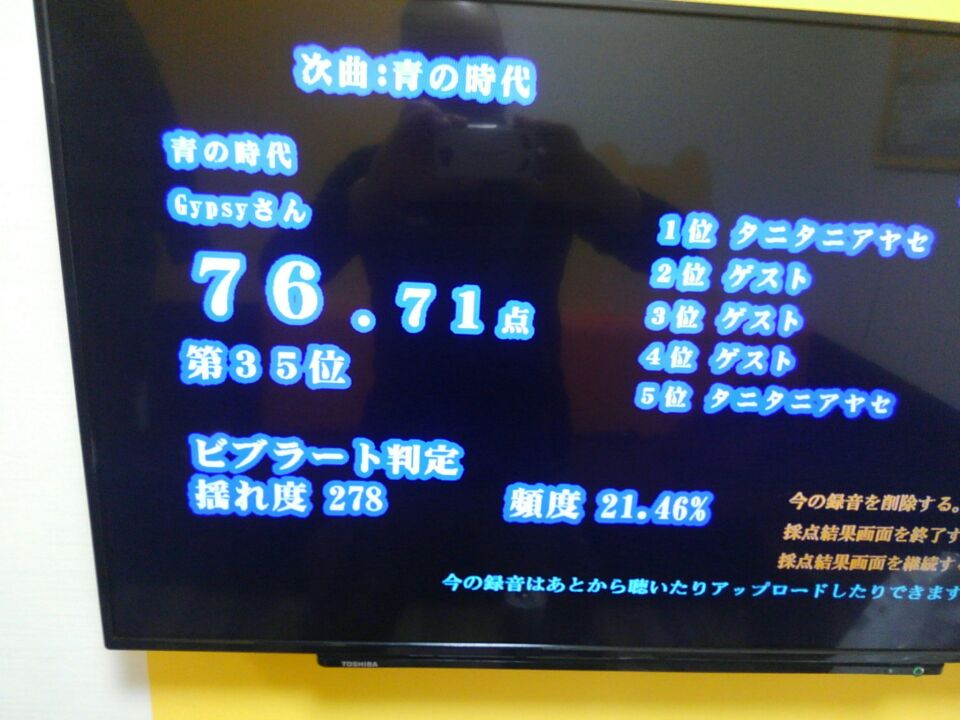 次曲:青の時代
青の時代
Gypsyさん
76.71点
第35位
1位 タニタニアヤセ
2位 ゲスト
3位 ゲスト
4位 ゲスト
5位 タニタニアヤセ
ビブラート判定
揺れ度 278
頻度 21.46%
今の録音を削除する。
採点結果画面を終了す
採点結果画面を継続す
今の録音はあとから聴いたりアップロードしたりできます
TOSHIBA